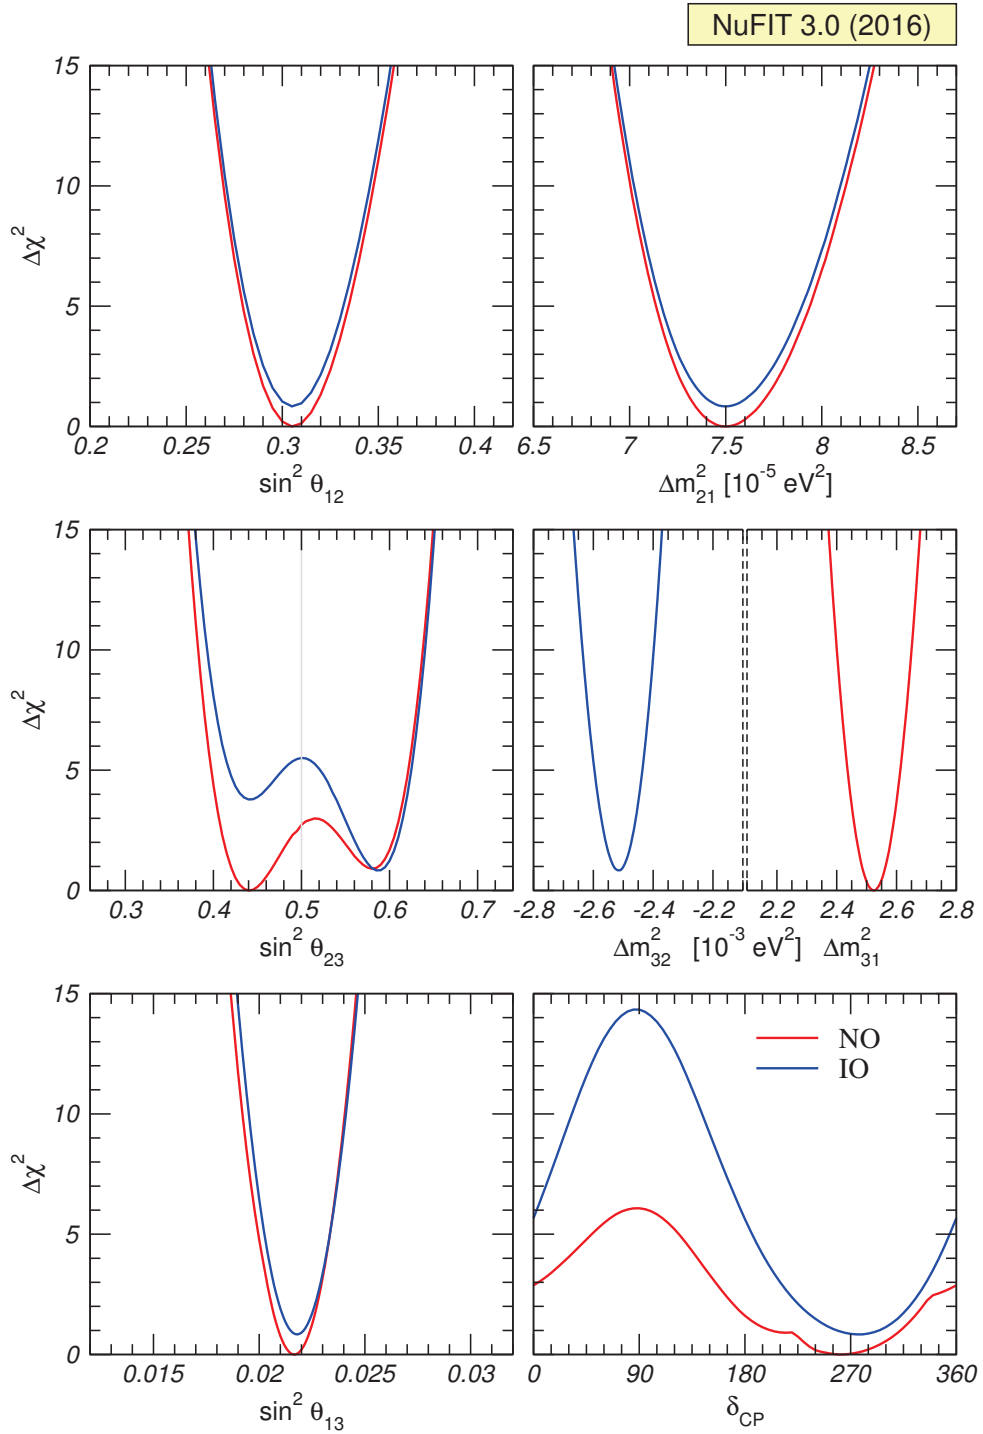 NuFIT 3.0 (2016)
15
10
5
0
Δχ²
0.2 0.25 0.3 0.35 0.4
sin² θ₁₂
6.5 7 7.5 8 8.5
Δm²₂₁ [10⁻⁵ eV²]
15
10
5
0
Δχ²
0.3 0.4 0.5 0.6 0.7
sin² θ₂₃
-2.8 -2.6 -2.4 -2.2 2.2 2.4 2.6 2.8
Δm²₃₂ [10⁻³ eV²] Δm²₃₁
15
10
5
0
Δχ²
0.015 0.02 0.025 0.03
sin² θ₁₃
NO
IO
0 90 180 270 360
δCP